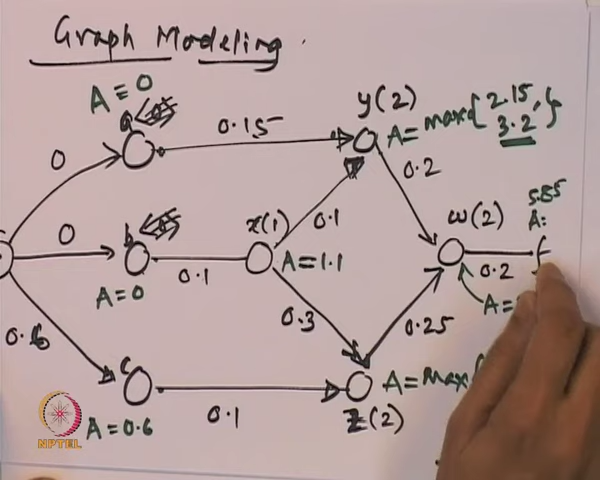 Graph Modeling
A = 0
a
y(2)
0.15
A = max{2.15,
3.2}
0
0.2
5.85
A:
0
b
x(1)
0.1
w(2)
0.1
A = 1.1
0.2
A = 0
A =
0.3
0.25
0.6
c
A = max{
0.1
z(2)
A = 0.6
NPTEL